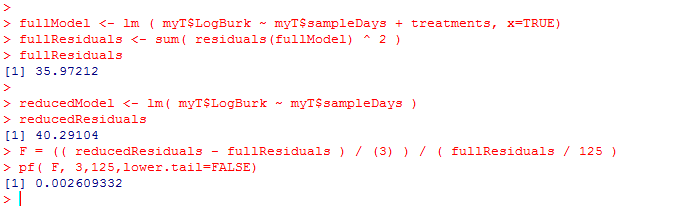 >
> fullModel <- lm ( myT$LogBurk ~ myT$sampleDays + treatments, x=TRUE)
> fullResiduals <- sum( residuals(fullModel) ^ 2 )
> fullResiduals
[1] 35.97212
>
> reducedModel <- lm( myT$LogBurk ~ myT$sampleDays )
> reducedResiduals
[1] 40.29104
> F = (( reducedResiduals - fullResiduals ) / (3) ) / ( fullResiduals / 125 )
> pf( F, 3,125,lower.tail=FALSE)
[1] 0.002609332
> |